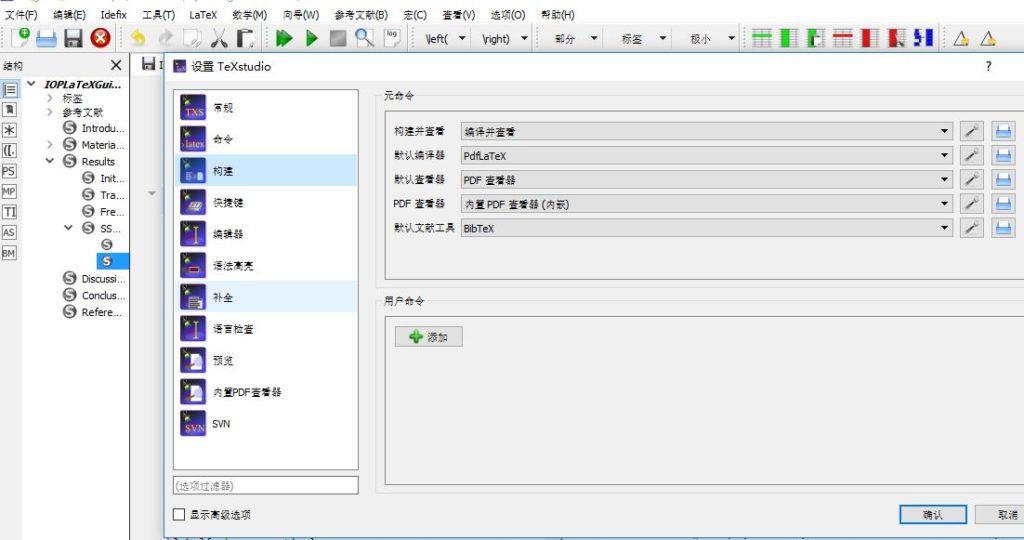 文件(F) 编辑(E) Idefix 工具(T) LaTeX 数学(M) 向号(W) 参考文献(B) 宏(C) 查看(V) 选项(O) 帮助(H)
log \left( \right) 部分 标签 极小
结构
IOPLaTeXGui...
标签
参考文献
Introdu...
Materia...
Results
Init...
Tra...
Fre...
SS...
Discussi...
Conclus...
Refere...
PS
MP
TI
AS
BM
设置 TeXstudio ?
常规
命令
构建
快捷键
编辑器
语法高亮
补全
语言检查
预览
内置PDF查看器
SVN
(选项过滤器)
显示高级选项
元命令
构建并查看 编译并查看
默认编译器 PdfLaTeX
默认查看器 PDF 查看器
PDF 查看器 内置 PDF 查看器 (内嵌)
默认文献工具 BibTeX
用户命令
添加
确认 取消